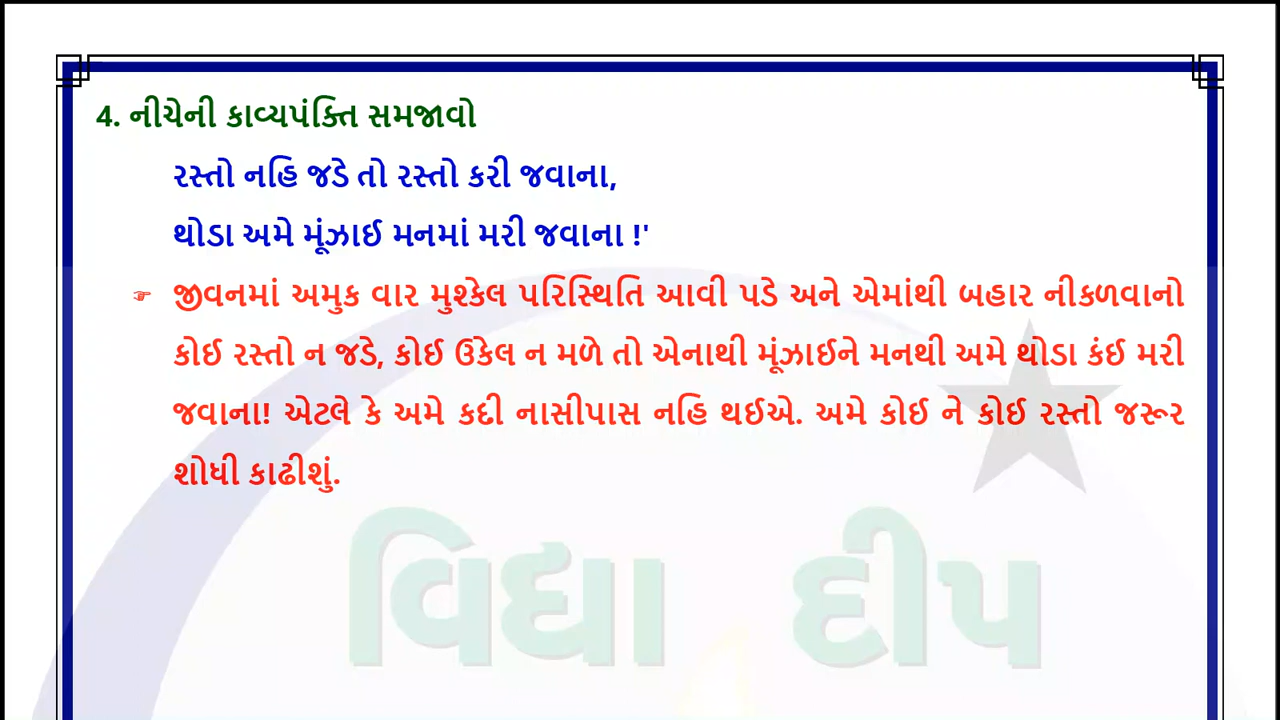 4. નીચેની કાવ્યપંક્તિ સમજાવો
રસ્તો નહિ જડે તો રસ્તો કરી જવાના,
થોડા અમે મૂંઝાઈ મનમાં મરી જવાના !'
☞ જીવનમાં અમુક વાર મુશ્કેલ પરિસ્થિતિ આવી પડે અને એમાંથી બહાર નીકળવાનો
કોઈ રસ્તો ન જડે, કોઈ ઉકેલ ન મળે તો એનાથી મૂંઝાઈને મનથી અમે થોડા કંઈ મરી
જવાના! એટલે કે અમે કદી નાસીપાસ નહિ થઈએ. અમે કોઈ ને કોઈ રસ્તો જરૂર
શોધી કાઢીશું.
વિદ્યા દીપ